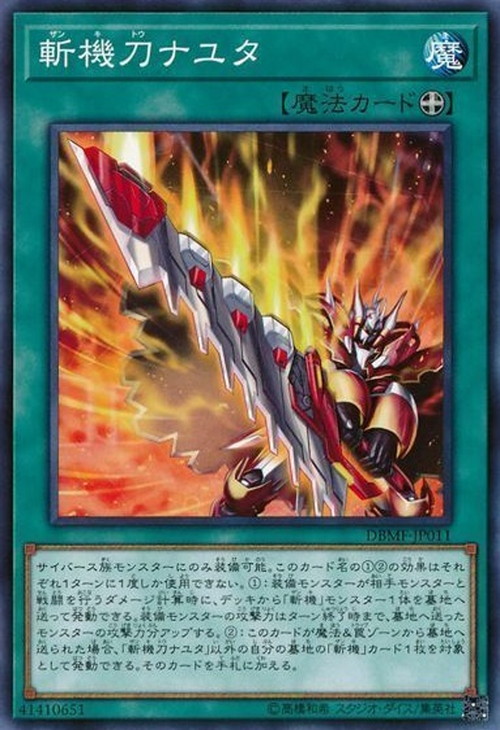 斬機刀ナユタ
ザン キ トウ
魔
【魔法カード】
DBMF-JP011
サイバース族モンスターにのみ装備可能。このカード名の①②の効果はそれ
ぞれ1ターンに1度しか使用できない。①:装備モンスターが相手モンスターと
戦闘を行うダメージ計算時に、デッキから「斬機」モンスター1体を墓地へ
送って発動できる。装備モンスターの攻撃力はターン終了時まで、墓地へ送った
モンスターの攻撃力分アップする。②:このカードが魔法&罠ゾーンから墓地へ
送られた場合、「斬機刀ナユタ」以外の自分の墓地の「斬機」カード1枚を対象
として発動できる。そのカードを手札に加える。
41410651
©高橋和希 スタジオ・ダイス/集英社